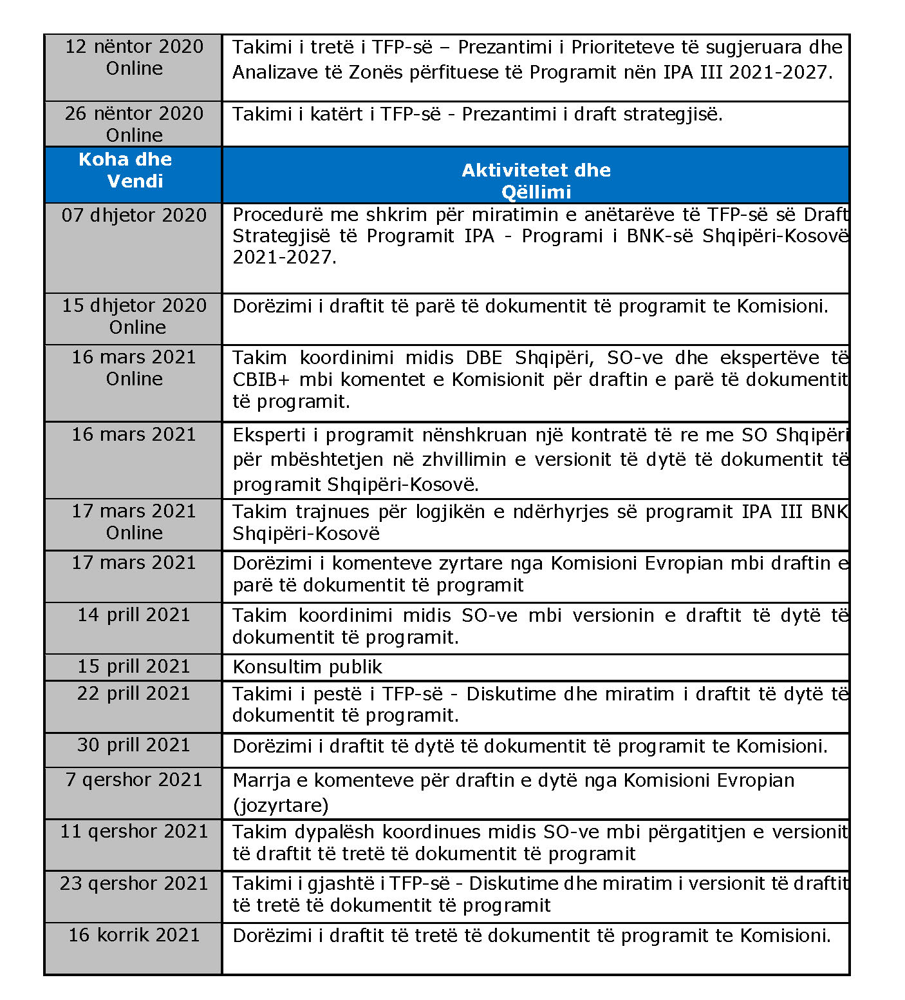 12 nëntor 2020
Online
Takimi i tretë i TFP-së – Prezantimi i Prioriteteve të sugjeruara dhe
Analizave të Zonës përfituese të Programit nën IPA III 2021-2027.
26 nëntor 2020
Online
Takimi i katërt i TFP-së - Prezantimi i draft strategjisë.
Koha dhe
Vendi
Aktivitetet dhe
Qëllimi
07 dhjetor 2020
Procedurë me shkrim për miratimin e anëtarëve të TFP-së së Draft
Strategjisë të Programit IPA - Programi i BNK-së Shqipëri-Kosovë
2021-2027.
15 dhjetor 2020
Online
Dorëzimi i draftit të parë të dokumentit të programit te Komisioni.
16 mars 2021
Online
Takim koordinimi midis DBE Shqipëri, SO-ve dhe ekspertëve të
CBIB+ mbi komentet e Komisionit për draftin e parë të dokumentit
të programit.
16 mars 2021
Eksperti i programit nënshkruan një kontratë të re me SO Shqipëri
për mbështetjen në zhvillimin e versionit të dytë të dokumentit të
programit Shqipëri-Kosovë.
17 mars 2021
Online
Takim trajnues për logjikën e ndërhyrjes së programit IPA III BNK
Shqipëri-Kosovë
17 mars 2021
Dorëzimi i komenteve zyrtare nga Komisioni Evropian mbi draftin e
parë të dokumentit të programit
14 prill 2021
Takim koordinimi midis SO-ve mbi versionin e draftit të dytë të
dokumentit të programit.
15 prill 2021
Konsultim publik
22 prill 2021
Takimi i pestë i TFP-së - Diskutime dhe miratim i draftit të dytë të
dokumentit të programit.
30 prill 2021
Dorëzimi i draftit të dytë të dokumentit të programit te Komisioni.
7 qershor 2021
Marrja e komenteve për draftin e dytë nga Komisioni Evropian
(jozyrtare)
11 qershor 2021
Takim dypalësh koordinues midis SO-ve mbi përgatitjen e versionit
të draftit të tretë të dokumentit të programit
23 qershor 2021
Takimi i gjashtë i TFP-së - Diskutime dhe miratim i versionit të draftit
të tretë të dokumentit të programit
16 korrik 2021
Dorëzimi i draftit të tretë të dokumentit të programit te Komisioni.